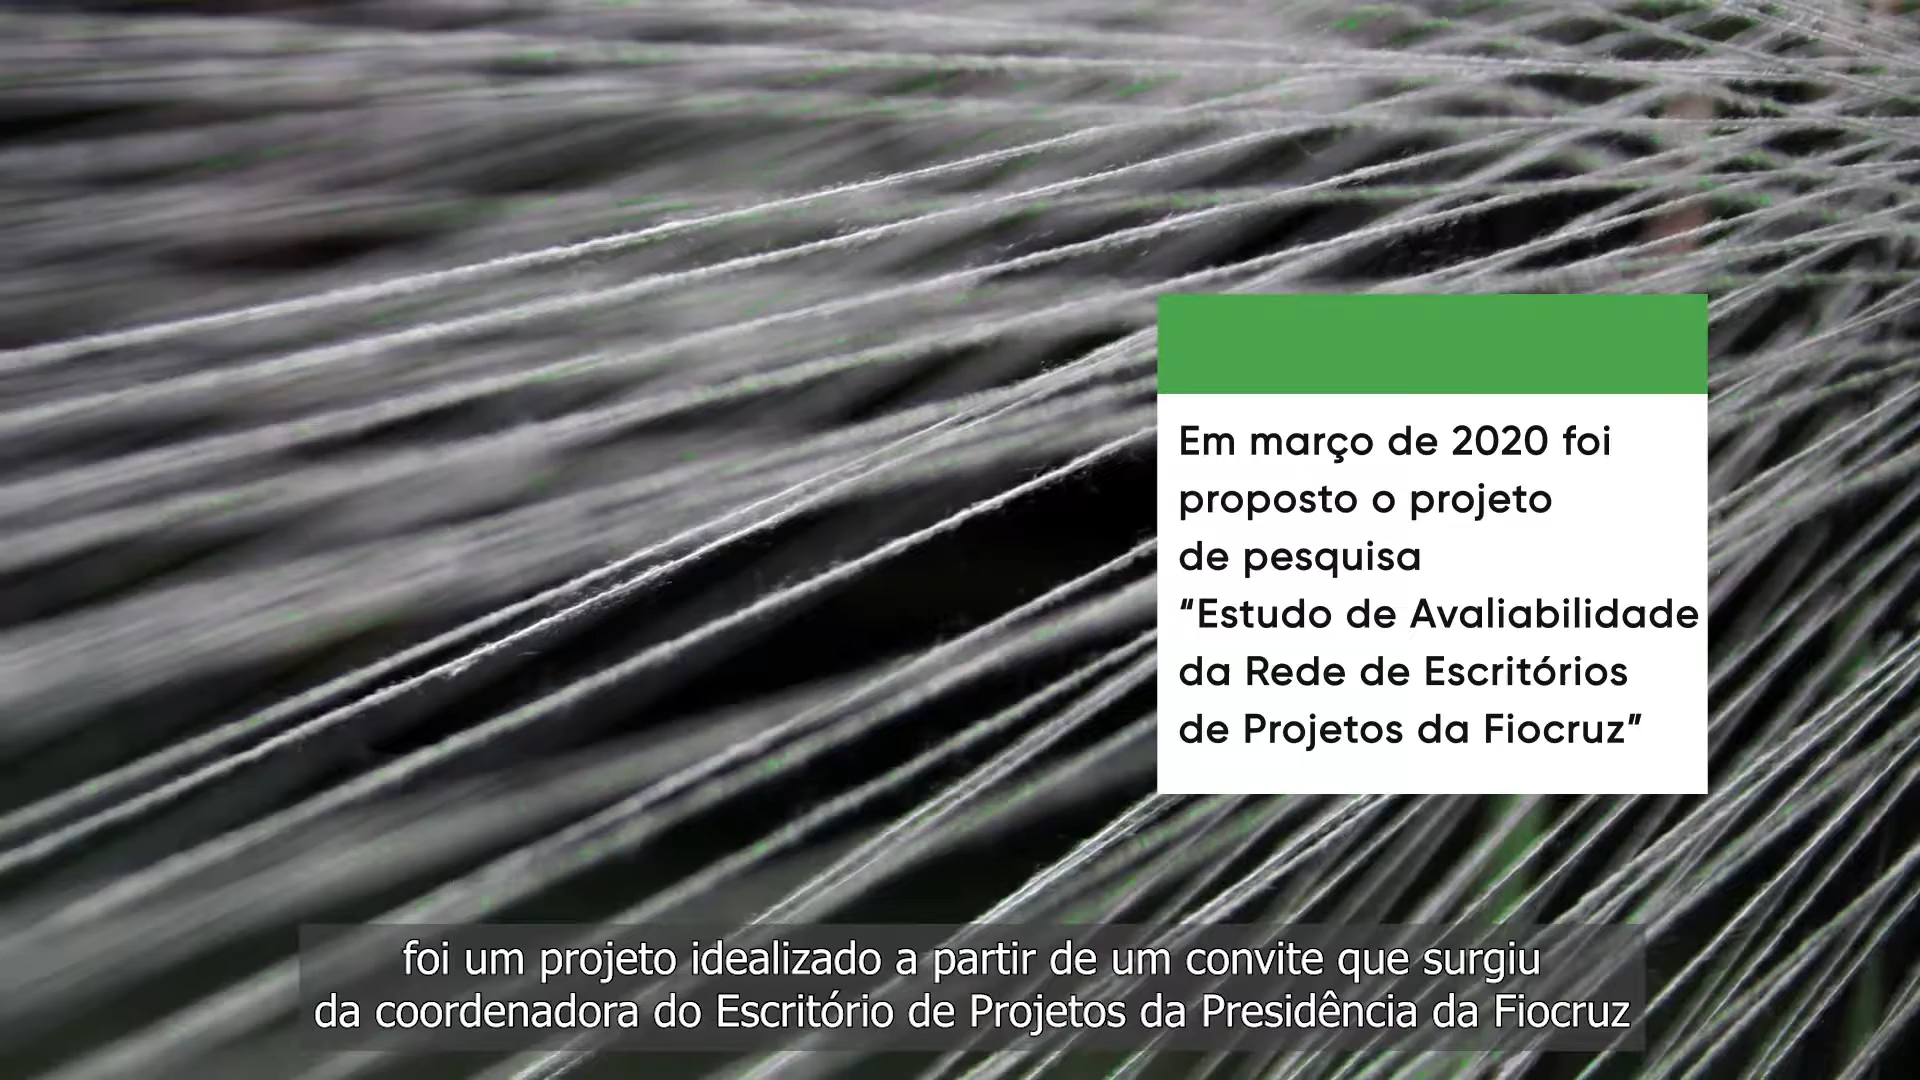 Em março de 2020 foi
proposto o projeto
de pesquisa
“Estudo de Avaliabilidade
da Rede de Escritórios
de Projetos da Fiocruz”
foi um projeto idealizado a partir de um convite que surgiu
da coordenadora do Escritório de Projetos da Presidência da Fiocruz